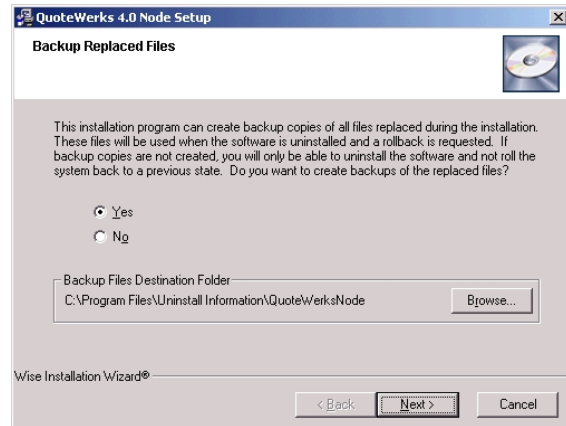 QuoteWerks 4.0 Node Setup
Backup Replaced Files
This installation program can create backup copies of all files replaced during the installation.
These files will be used when the software is uninstalled and a rollback is requested. If
backup copies are not created, you will only be able to uninstall the software and not roll the
system back to a previous state. Do you want to create backups of the replaced files?
Yes
No
Backup Files Destination Folder
C:\Program Files\Uninstall Information\QuoteWerksNode
Browse...
Wise Installation Wizard®
< Back
Next >
Cancel